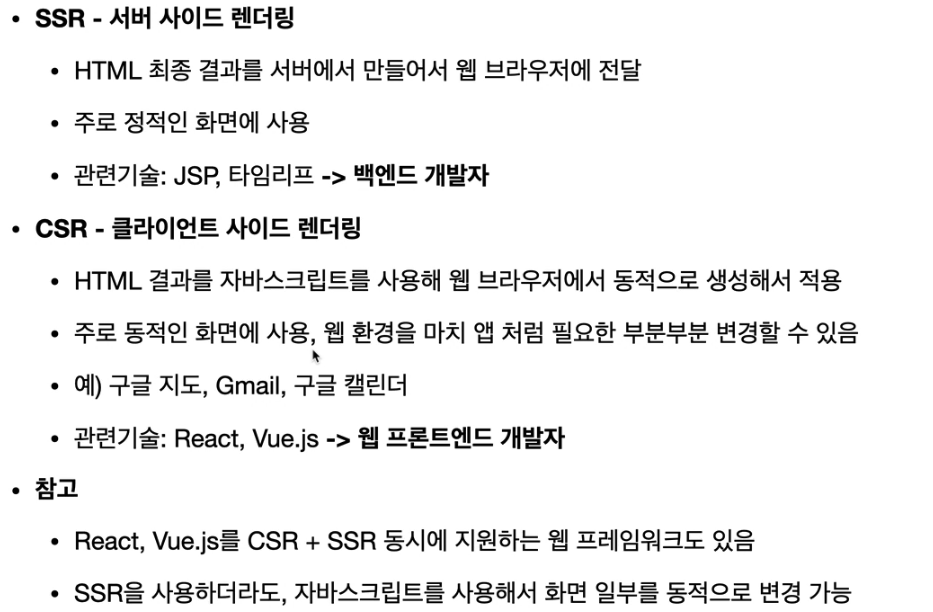 • SSR - 서버 사이드 렌더링
• HTML 최종 결과를 서버에서 만들어서 웹 브라우저에 전달
• 주로 정적인 화면에 사용
• 관련기술: JSP, 타임리프 -> 백엔드 개발자
• CSR - 클라이언트 사이드 렌더링
• HTML 결과를 자바스크립트를 사용해 웹 브라우저에서 동적으로 생성해서 적용
• 주로 동적인 화면에 사용, 웹 환경을 마치 앱 처럼 필요한 부분부분 변경할 수 있음
• 예) 구글 지도, Gmail, 구글 캘린더
• 관련기술: React, Vue.js -> 웹 프론트엔드 개발자
• 참고
• React, Vue.js를 CSR + SSR 동시에 지원하는 웹 프레임워크도 있음
• SSR을 사용하더라도, 자바스크립트를 사용해서 화면 일부를 동적으로 변경 가능